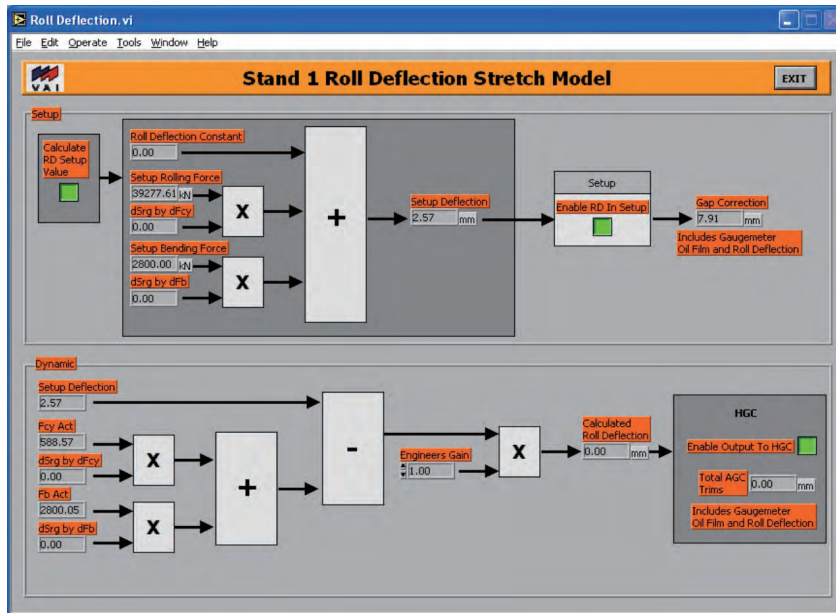 Roll Deflection.vi
File Edit Operate Tools Window Help
VAI
Stand 1 Roll Deflection Stretch Model
EXIT
Setup
Calculate
RD Setup
Value
Roll Deflection Constant
0.00
Setup Rolling Force
39277.61 kN
dSrg by dFcy
0.00
X
Setup Bending Force
2800.00 kN
dSrg by dFb
0.00
X
+
Setup Deflection
2.57 mm
Setup
Enable RD In Setup
Gap Correction
7.91 mm
Includes Gaugemeter
Oil Film and Roll Deflection
Dynamic
Setup Deflection
2.57
Fcy Act
588.57
dSrg by dFcy
0.00
X
Fb Act
2800.05
dSrg by dFb
0.00
X
+
-
Engineers Gain
1.00
X
Calculated
Roll Deflection
0.00 mm
HGC
Enable Output To HGC
Total AGC
Trims
0.00 mm
Includes Gaugemeter
Oil Film and Roll Deflection